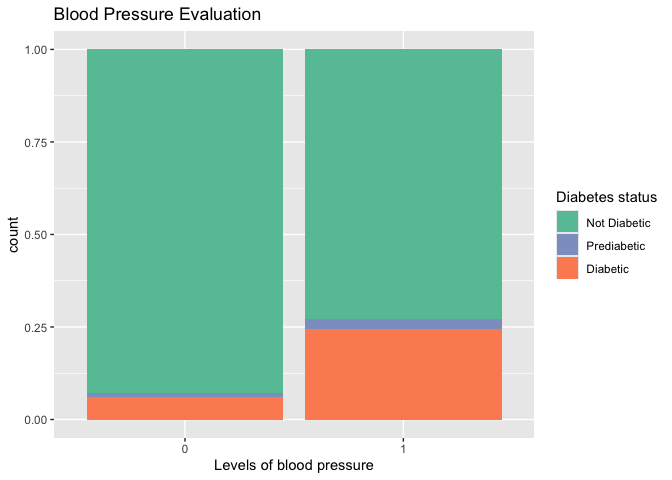 Blood Pressure Evaluation
1.00
0.75
0.50
0.25
0.00
count
0
1
Levels of blood pressure
Diabetes status
Not Diabetic
Prediabetic
Diabetic